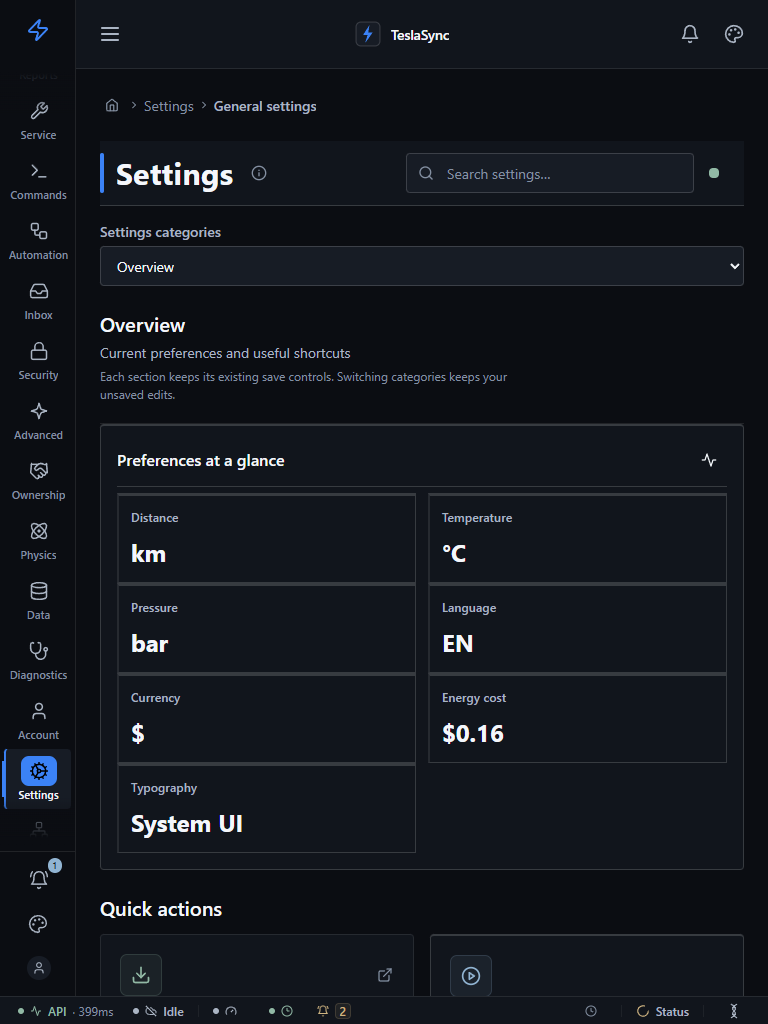 TeslaSync
Reports
Service
Commands
Automation
Inbox
Security
Advanced
Ownership
Physics
Data
Diagnostics
Account
Settings
1
Settings
General settings
Settings
Search settings...
Settings categories
Overview
Overview
Current preferences and useful shortcuts
Each section keeps its existing save controls. Switching categories keeps your
unsaved edits.
Preferences at a glance
Distance
km
Temperature
°C
Pressure
bar
Language
EN
Currency
$
Energy cost
$0.16
Typography
System UI
Quick actions
API · 399ms
Idle
2
Status